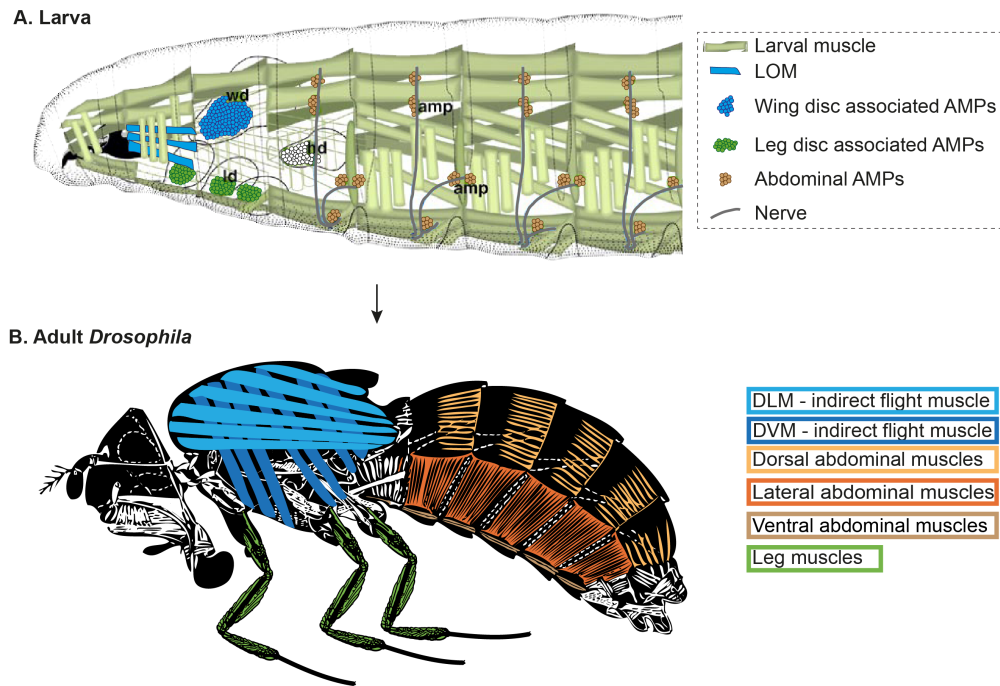 A. Larva
wd
hd
ld
amp
amp
Larval muscle
LOM
Wing disc associated AMPs
Leg disc associated AMPs
Abdominal AMPs
Nerve
B. Adult Drosophila
DLM - indirect flight muscle
DVM - indirect flight muscle
Dorsal abdominal muscles
Lateral abdominal muscles
Ventral abdominal muscles
Leg muscles